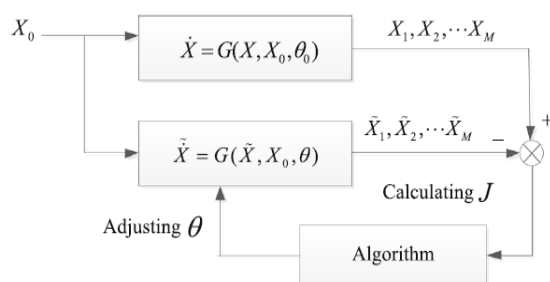 X₀
Ẋ = G(X, X₀, θ₀)
X₁, X₂, ⋯ X_M
+
X̃̇ = G(X̃, X₀, θ)
X̃₁, X̃₂, ⋯ X̃_M
−
Calculating J
Adjusting θ
Algorithm